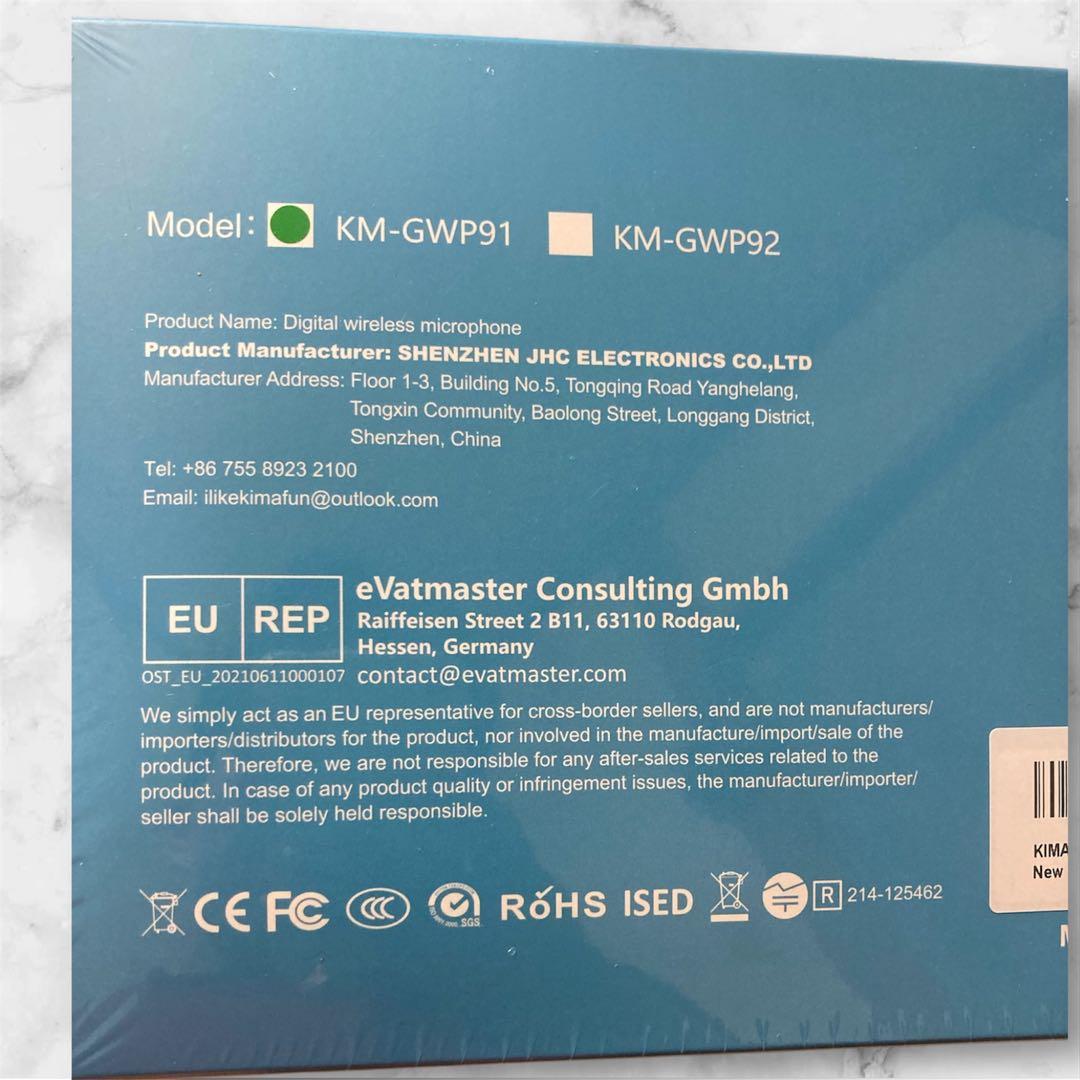 Model: KM-GWP91 KM-GWP92
Product Name: Digital wireless microphone
Product Manufacturer: SHENZHEN JHC ELECTRONICS CO.,LTD
Manufacturer Address: Floor 1-3, Building No.5, Tongqing Road Yanghelang,
Tongxin Community, Baolong Street, Longgang District,
Shenzhen, China
Tel: +86 755 8923 2100
Email: ilikekimafun@outlook.com
EU REP
OST_EU_20210611000107
eVatmaster Consulting Gmbh
Raiffeisen Street 2 B11, 63110 Rodgau,
Hessen, Germany
contact@evatmaster.com
We simply act as an EU representative for cross-border sellers, and are not manufacturers/
importers/distributors for the product, nor involved in the manufacture/import/sale of the
product. Therefore, we are not responsible for any after-sales services related to the
product. In case of any product quality or infringement issues, the manufacturer/importer/
seller shall be solely held responsible.
CE FC CCC SGS RoHS ISED R 214-125462
KIMA
New